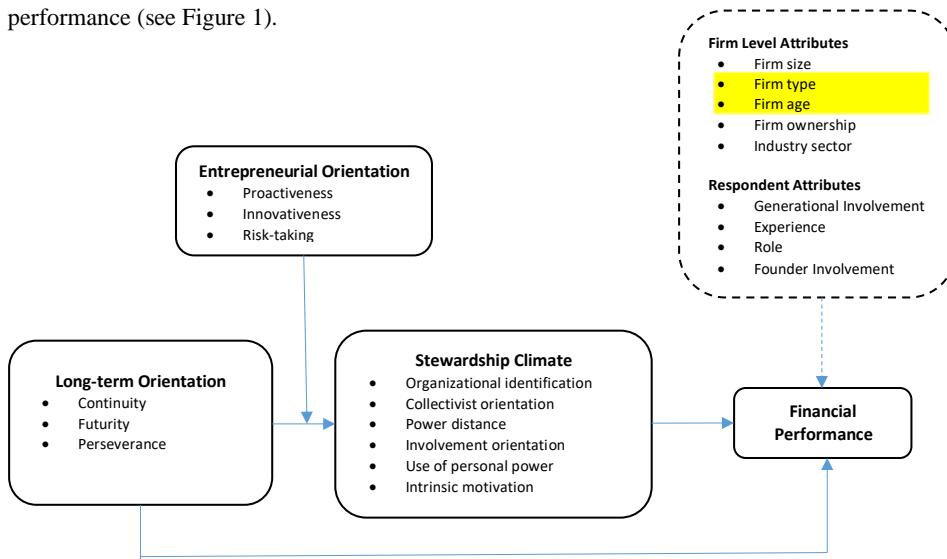 performance (see Figure 1).
Firm Level Attributes
• Firm size
• Firm type
• Firm age
• Firm ownership
• Industry sector
Respondent Attributes
• Generational Involvement
• Experience
• Role
• Founder Involvement
Entrepreneurial Orientation
• Proactiveness
• Innovativeness
• Risk-taking
Long-term Orientation
• Continuity
• Futurity
• Perseverance
Stewardship Climate
• Organizational identification
• Collectivist orientation
• Power distance
• Involvement orientation
• Use of personal power
• Intrinsic motivation
Financial
Performance